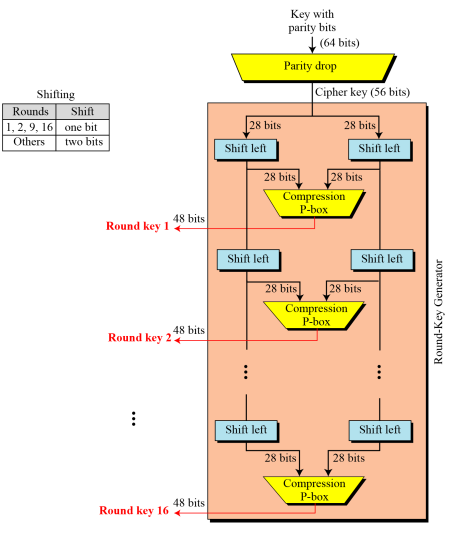 Key with
parity bits
(64 bits)
Parity drop
Cipher key (56 bits)
Shifting
Rounds Shift
1, 2, 9, 16 one bit
Others two bits
28 bits 28 bits
Shift left Shift left
28 bits 28 bits
Compression
P-box
48 bits
Round key 1
Shift left Shift left
28 bits 28 bits
Compression
P-box
48 bits
Round key 2
Round-Key Generator
Shift left Shift left
28 bits 28 bits
Compression
P-box
48 bits
Round key 16